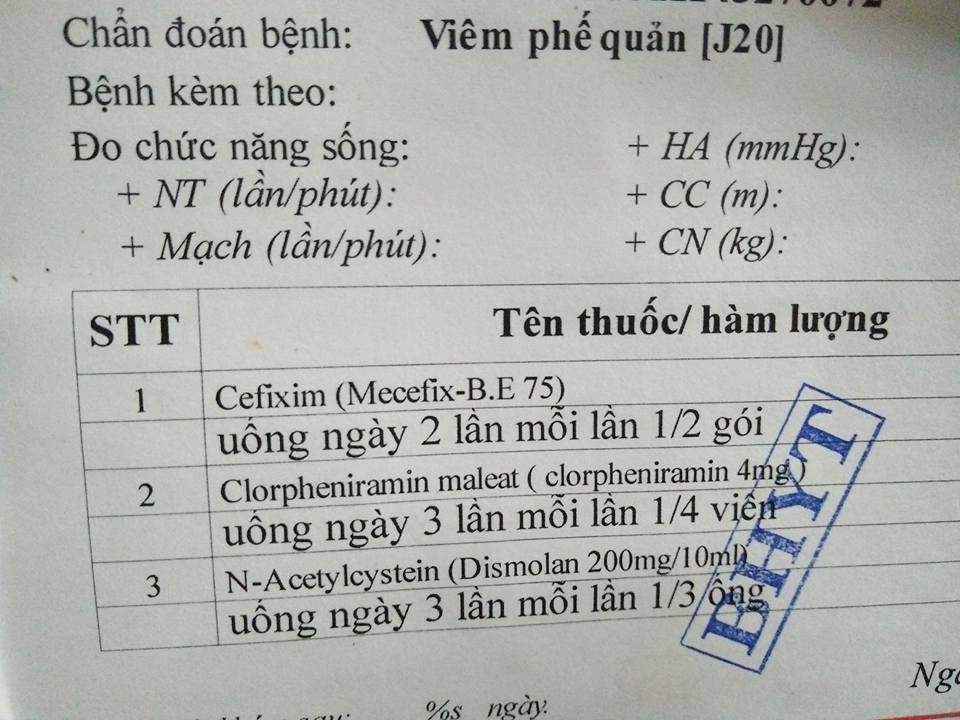 Chẩn đoán bệnh: Viêm phế quản [J20]
Bệnh kèm theo:
Đo chức năng sống: + HA (mmHg):
+ NT (lần/phút): + CC (m):
+ Mạch (lần/phút): + CN (kg):
STT Tên thuốc/ hàm lượng
1 Cefixim (Mecefix-B.E 75)
uống ngày 2 lần mỗi lần 1/2 gói
2 Clorpheniramin maleat ( clorpheniramin 4mg )
uống ngày 3 lần mỗi lần 1/4 viên
3 N-Acetylcystein (Dismolan 200mg/10ml)
uống ngày 3 lần mỗi lần 1/3 ống
BHYT
%s ngày: